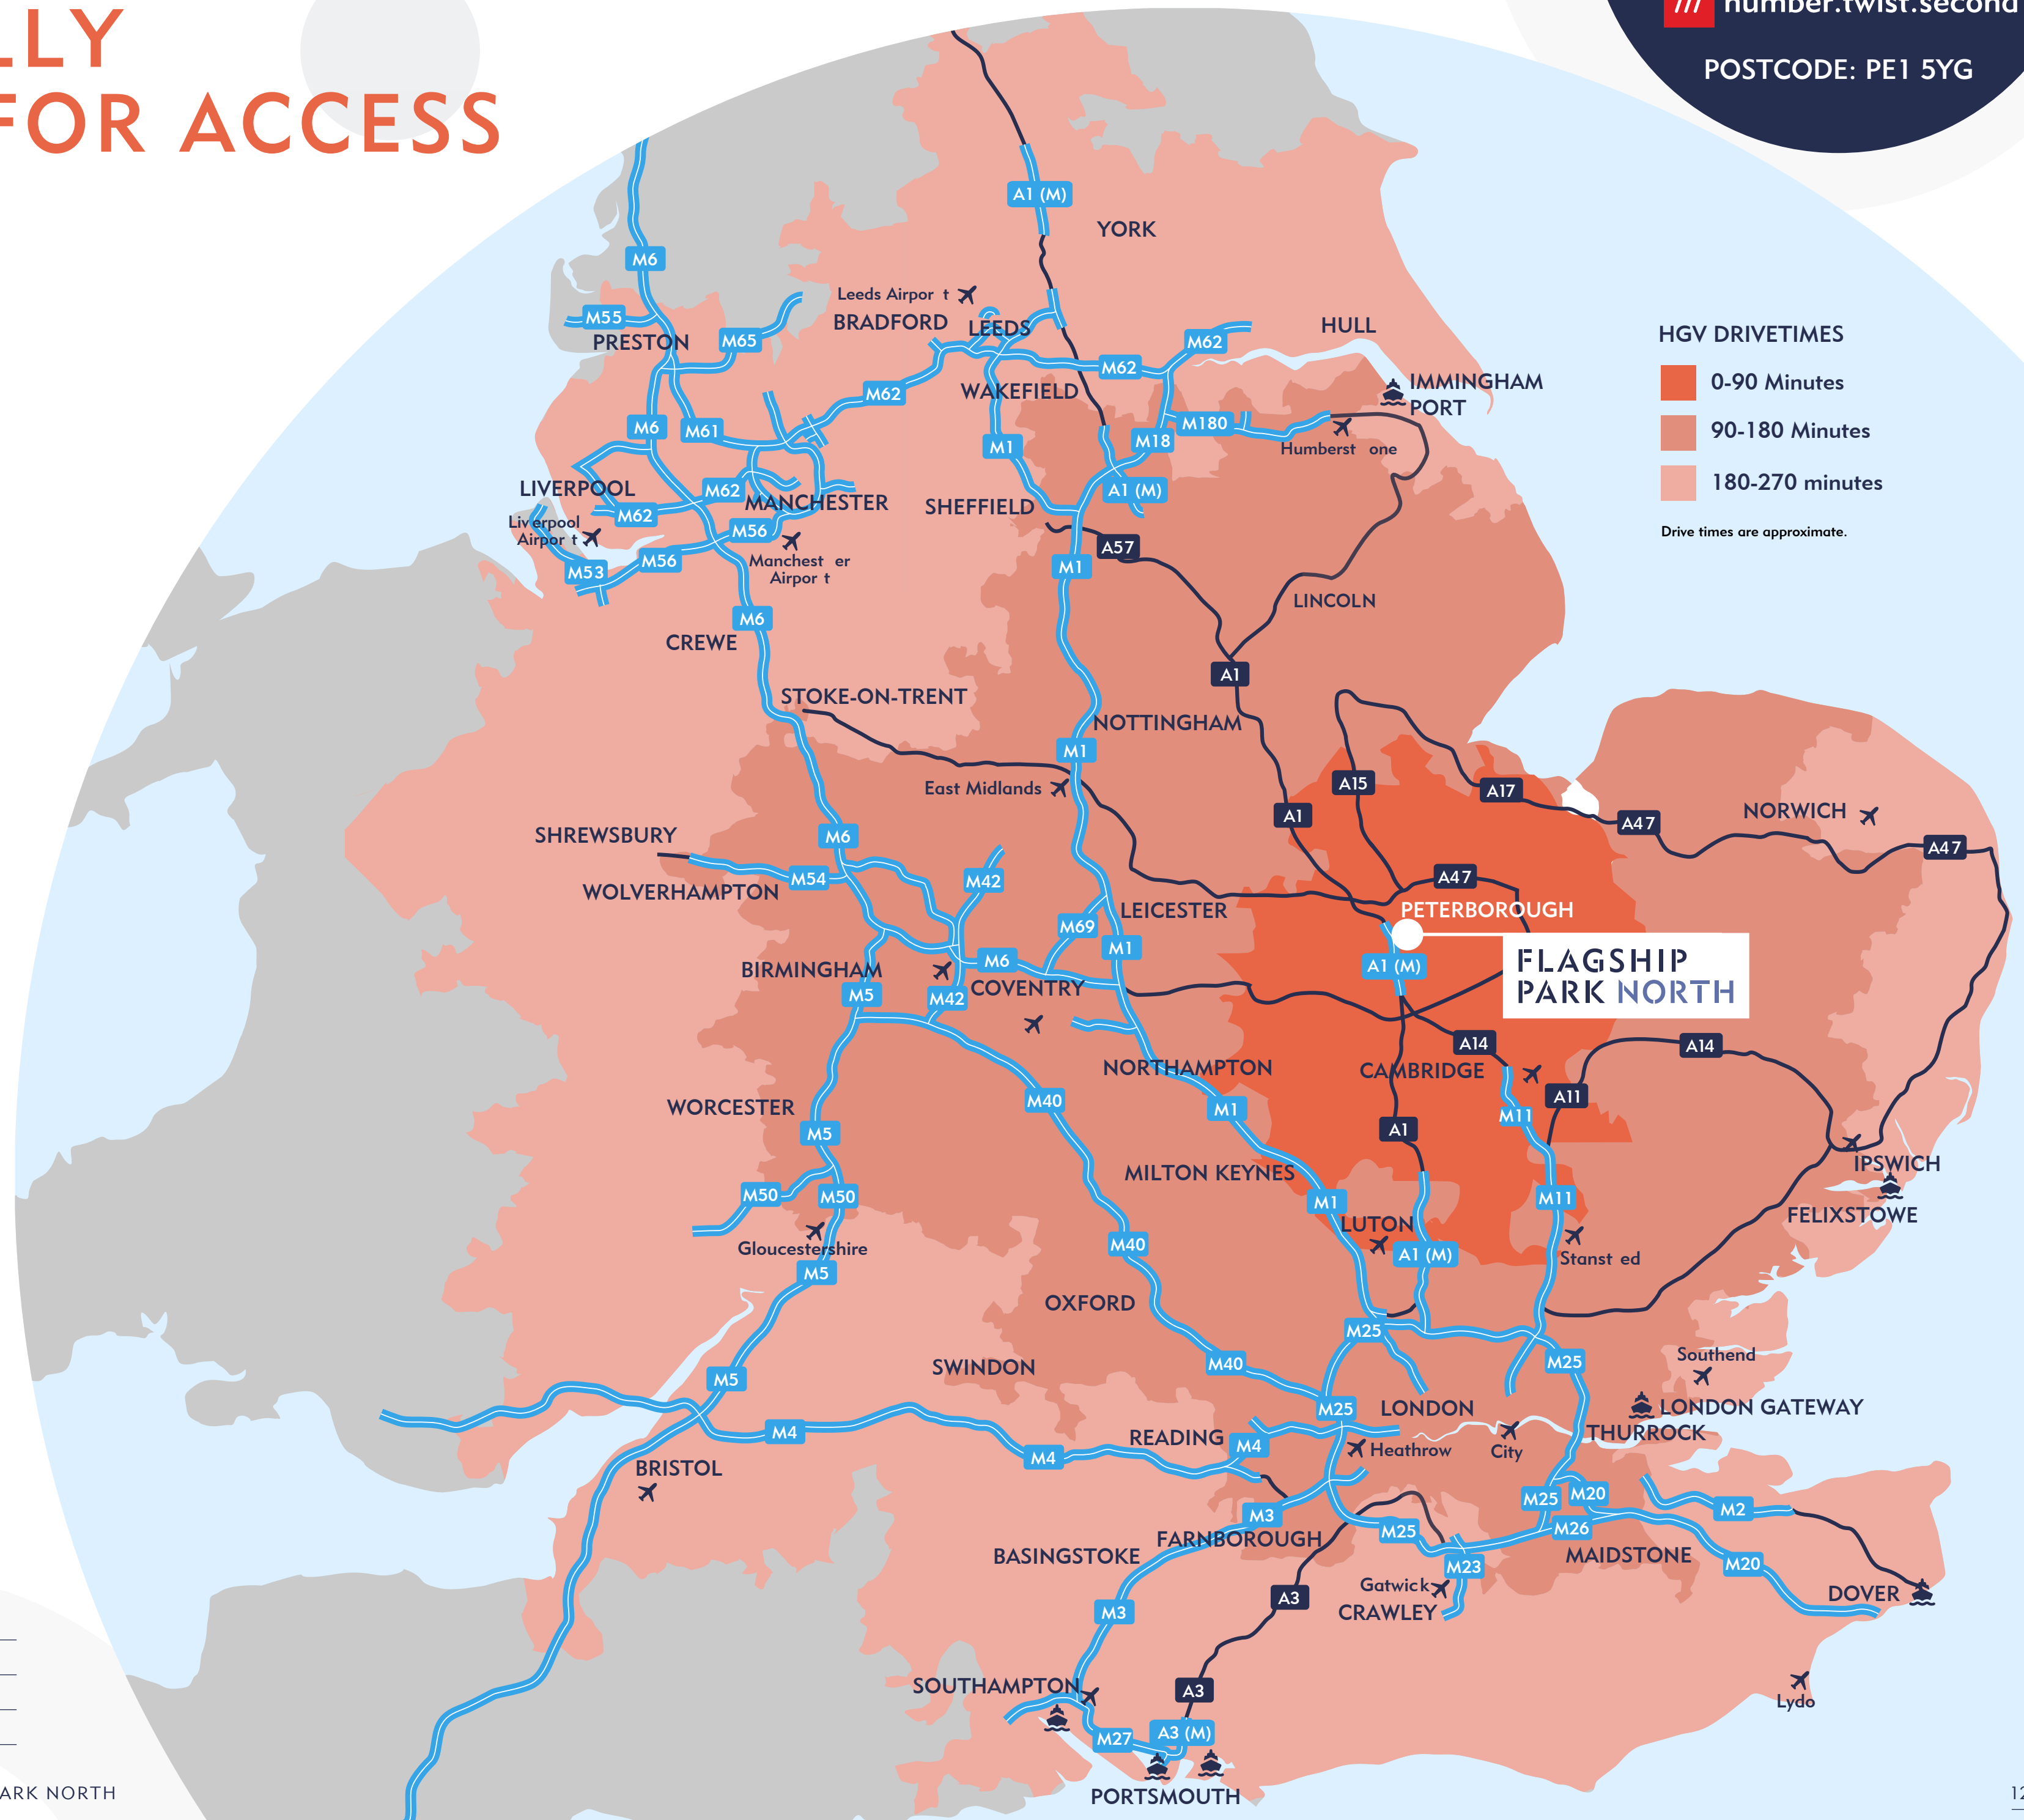 LLY
FOR ACCESS
number.twist.second
POSTCODE: PE1 5YG
HGV DRIVETIMES
0-90 Minutes
90-180 Minutes
180-270 minutes
Drive times are approximate.
A1 (M)
YORK
M6
Leeds Airpor t
M55
BRADFORD
LEEDS
HULL
PRESTON
M65
M62
M62
WAKEFIELD
M62
IMMINGHAM
PORT
M6
M61
M180
M1
M18
Humberst one
LIVERPOOL
M62
MANCHESTER
A1 (M)
SHEFFIELD
M62
Liv erpool
Airpor t
M56
A57
M56
Manchest er
Airpor t
M53
M1
LINCOLN
M6
CREWE
A1
STOKE-ON-TRENT
NOTTINGHAM
M1
East Midlands
A15
A17
A1
A47
NORWICH
SHREWSBURY
M6
A47
M54
M42
A47
WOLVERHAMPTON
LEICESTER
PETERBOROUGH
M69
M1
FLAGSHIP
PARK NORTH
BIRMINGHAM
M6
A1 (M)
M5
M42
COVENTRY
A14
A14
NORTHAMPTON
CAMBRIDGE
A11
WORCESTER
M40
M1
M11
M5
A1
IPSWICH
MILTON KEYNES
M50
M50
M1
M11
FELIXSTOWE
LUTON
Gloucestershire
M40
A1 (M)
Stanst ed
M5
OXFORD
M25
SWINDON
M40
M25
Southend
M5
M25
LONDON
LONDON GATEWAY
M4
READING
M4
THURROCK
M4
Heathrow
City
BRISTOL
M25
M20
M2
M3
M25
M26
FARNBOROUGH
BASINGSTOKE
MAIDSTONE
M20
M23
Gatwick
A3
CRAWLEY
DOVER
M3
SOUTHAMPTON
A3
Lydo
M27
A3 (M)
PORTSMOUTH
ARK NORTH
12